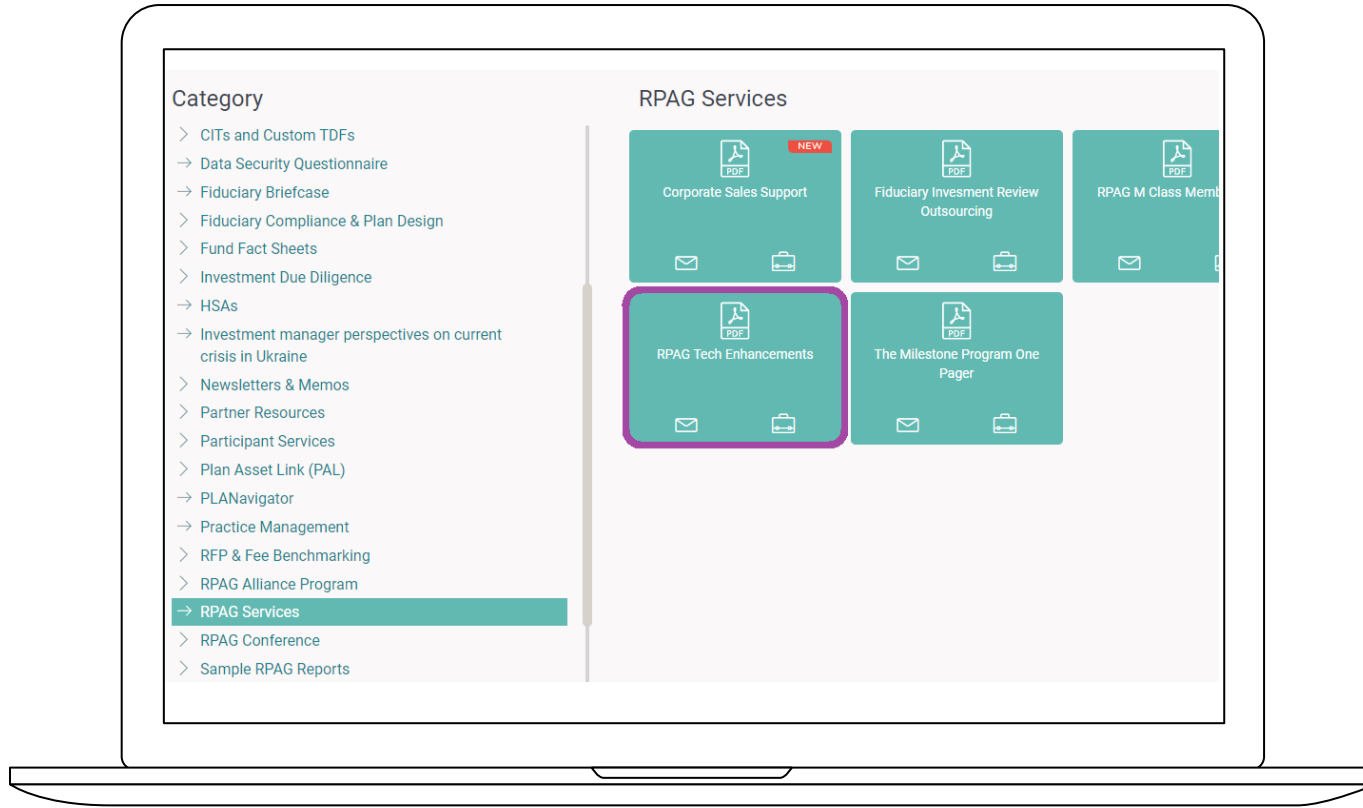 Category
CITs and Custom TDFs
Data Security Questionnaire
Fiduciary Briefcase
Fiduciary Compliance & Plan Design
Fund Fact Sheets
Investment Due Diligence
HSAs
Investment manager perspectives on current
crisis in Ukraine
Newsletters & Memos
Partner Resources
Participant Services
Plan Asset Link (PAL)
PLANavigator
Practice Management
RFP & Fee Benchmarking
RPAG Alliance Program
RPAG Services
RPAG Conference
Sample RPAG Reports
RPAG Services
NEW
PDF
Corporate Sales Support
PDF
Fiduciary Invesment Review
Outsourcing
PDF
RPAG M Class Memb
PDF
RPAG Tech Enhancements
PDF
The Milestone Program One
Pager